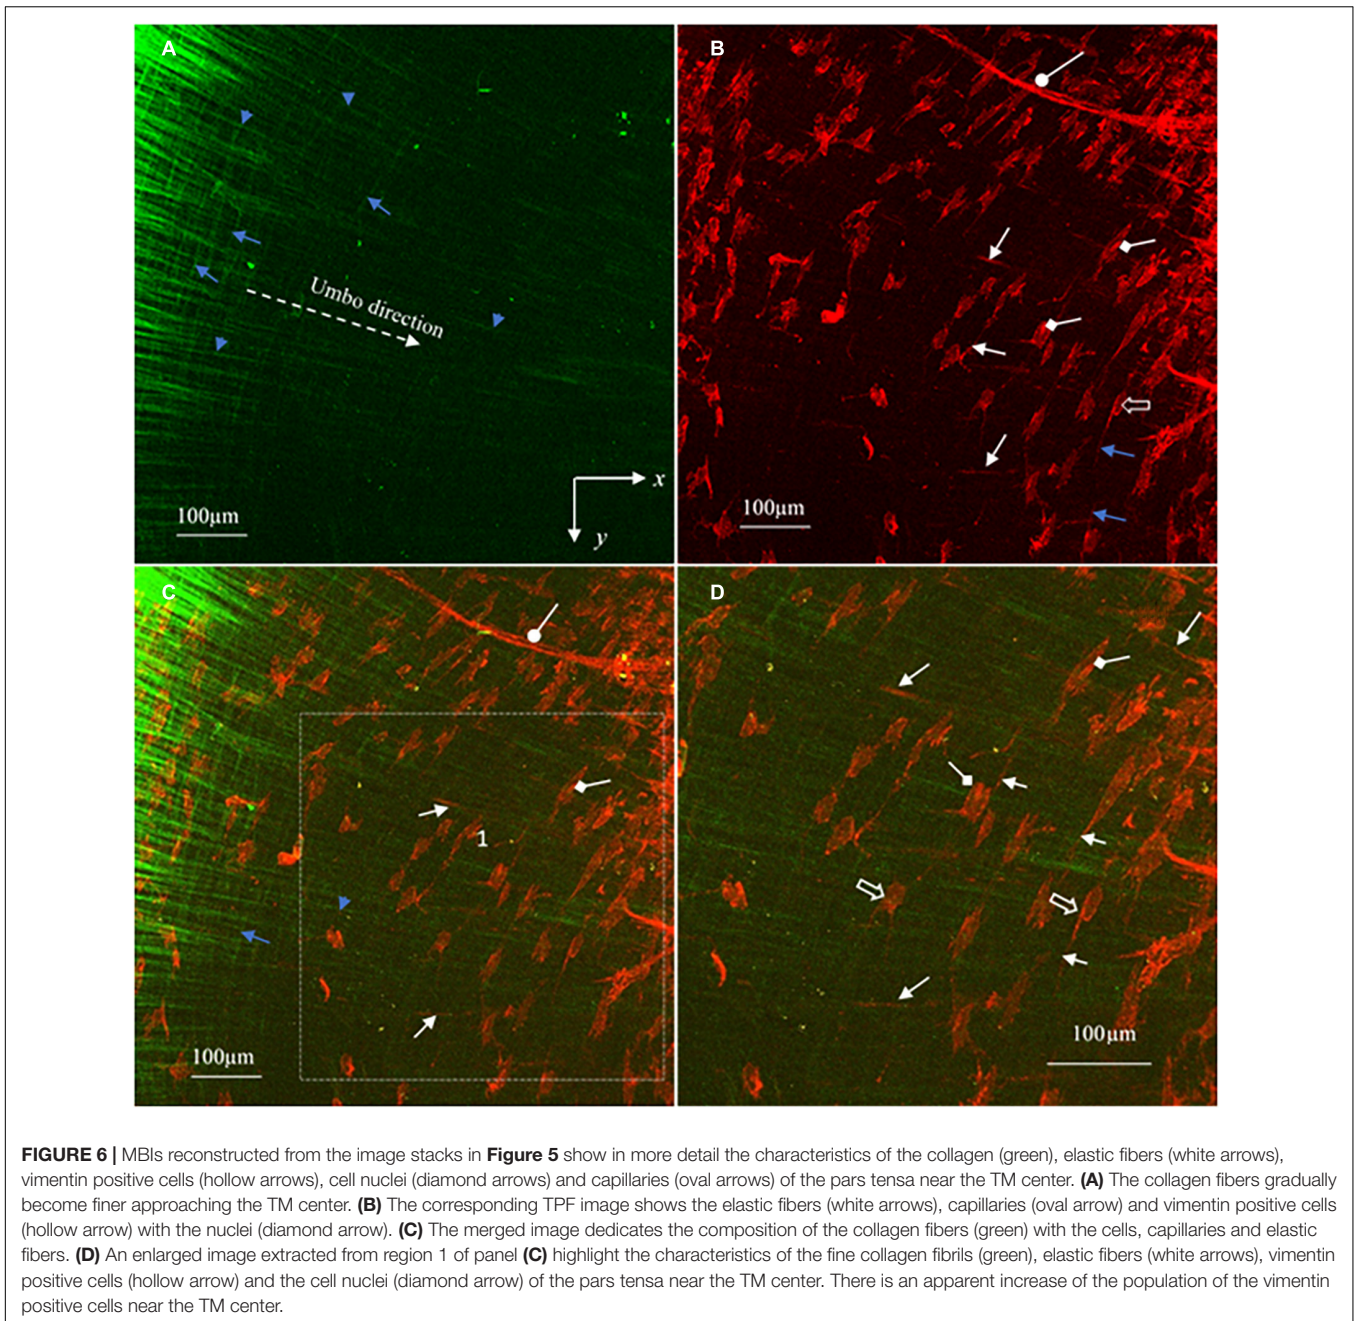 A
B
Umbo direction
x
y
100µm
100µm
C
D
1
100µm
100µm
FIGURE 6 | MBIs reconstructed from the image stacks in Figure 5 show in more detail the characteristics of the collagen (green), elastic fibers (white arrows),
vimentin positive cells (hollow arrows), cell nuclei (diamond arrows) and capillaries (oval arrows) of the pars tensa near the TM center. (A) The collagen fibers gradually
become finer approaching the TM center. (B) The corresponding TPF image shows the elastic fibers (white arrows), capillaries (oval arrow) and vimentin positive cells
(hollow arrow) with the nuclei (diamond arrow). (C) The merged image dedicates the composition of the collagen fibers (green) with the cells, capillaries and elastic
fibers. (D) An enlarged image extracted from region 1 of panel (C) highlight the characteristics of the fine collagen fibrils (green), elastic fibers (white arrows), vimentin
positive cells (hollow arrow) and the cell nuclei (diamond arrow) of the pars tensa near the TM center. There is an apparent increase of the population of the vimentin
positive cells near the TM center.